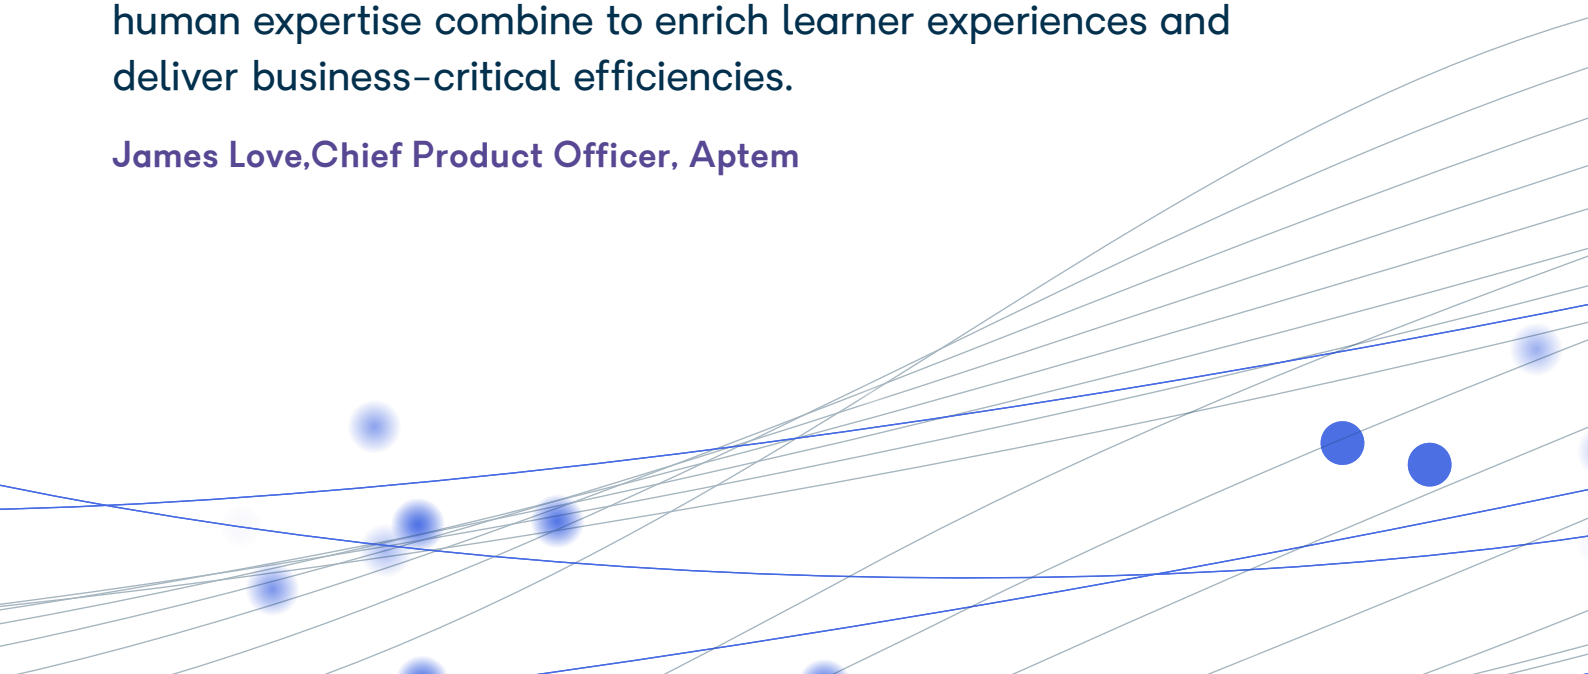 human expertise combine to enrich learner experiences and
deliver business-critical efficiencies.
James Love,Chief Product Officer, Aptem